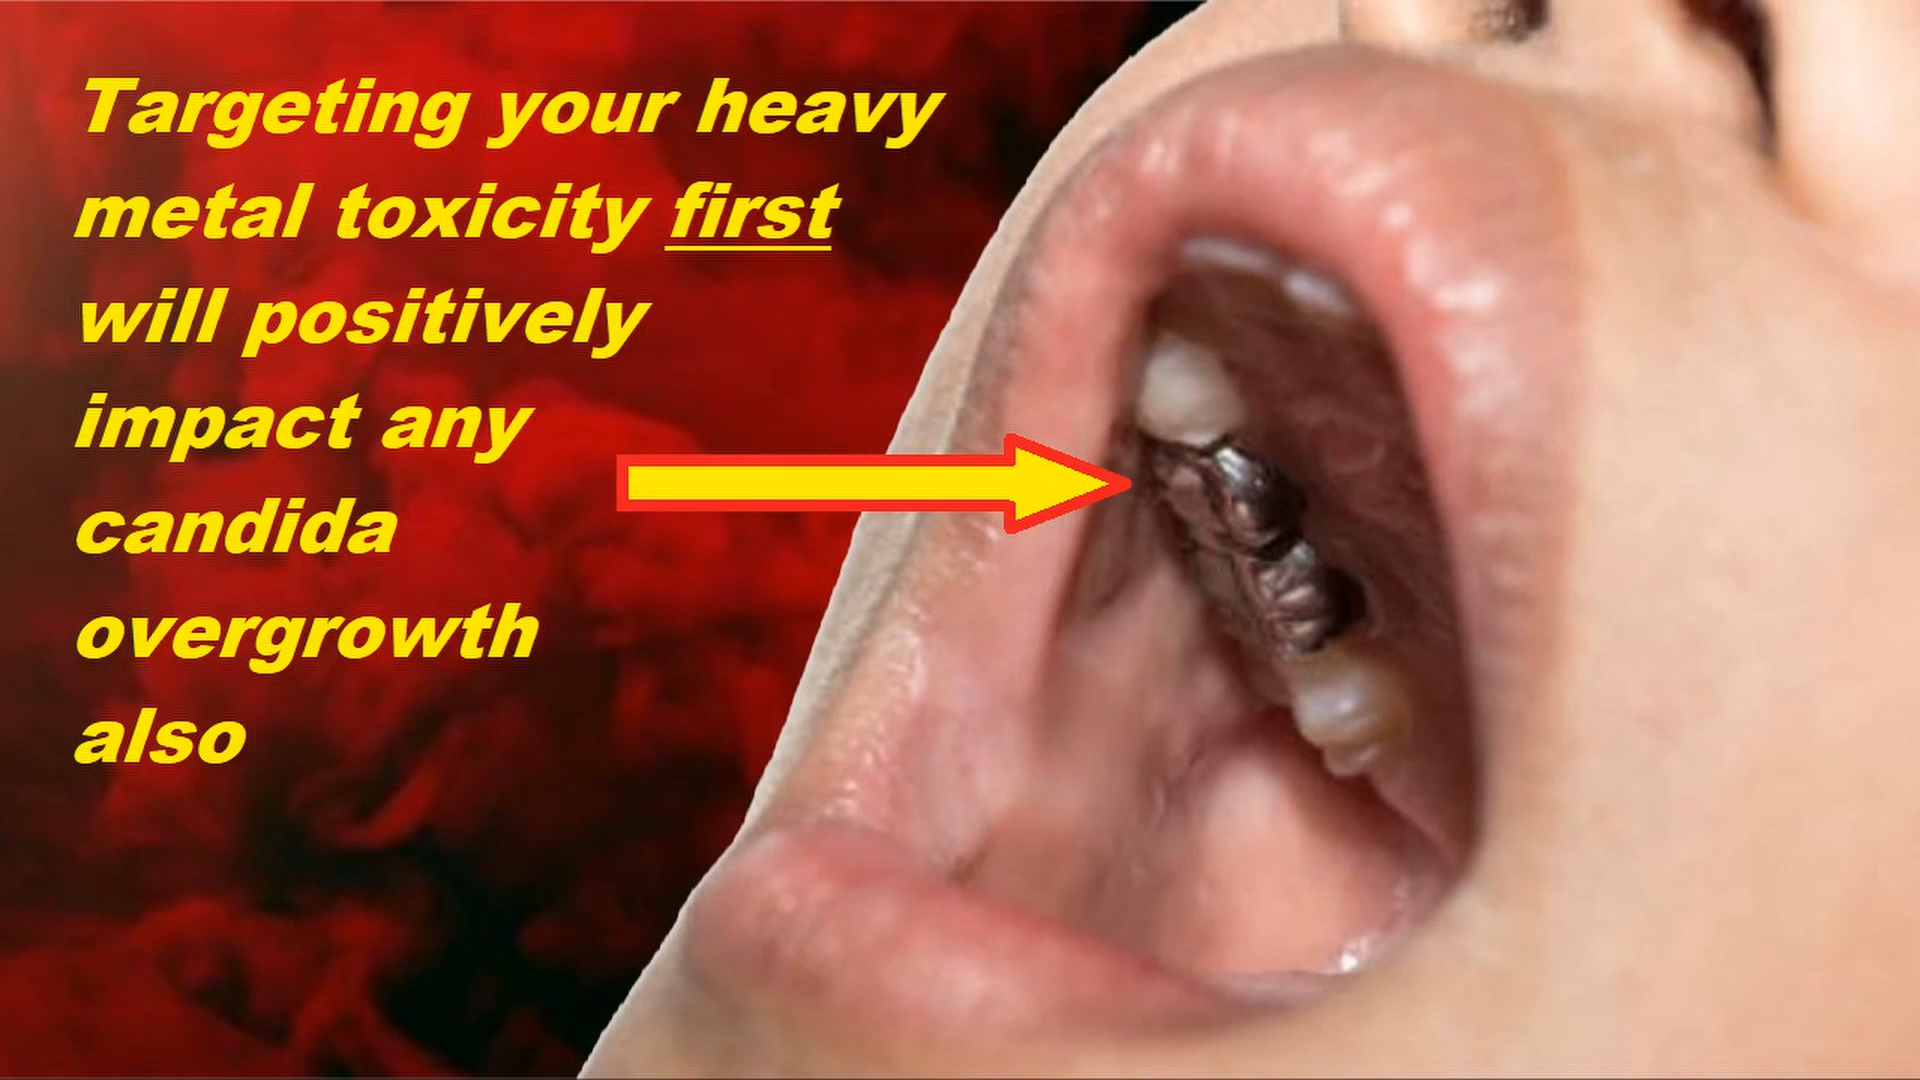 Targeting your heavy
metal toxicity first
will positively
impact any
candida
overgrowth
also